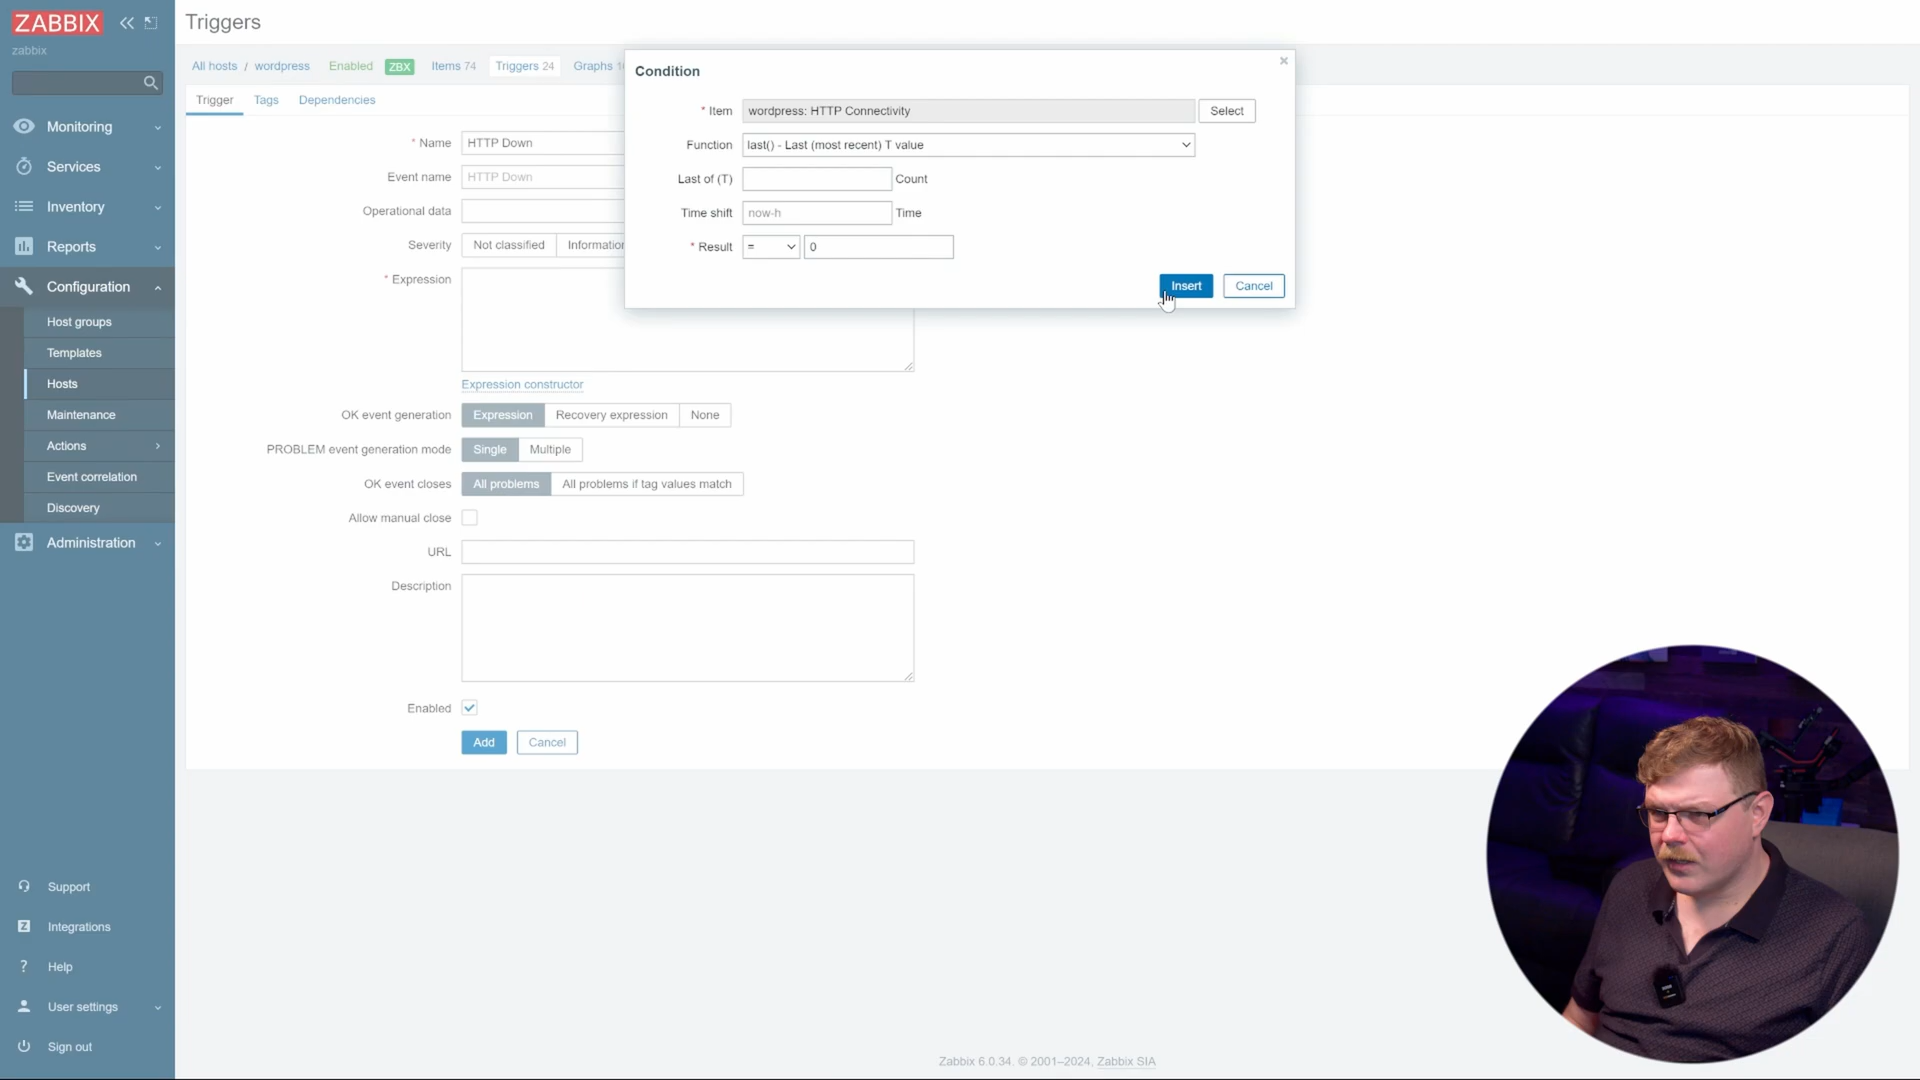 ZABBIX
zabbix
Monitoring
Services
Inventory
Reports
Configuration
Host groups
Templates
Hosts
Maintenance
Actions
Event correlation
Discovery
Administration
Support
Integrations
Help
User settings
Sign out
Triggers
All hosts / wordpress Enabled ZBX Items 74 Triggers 24 Graphs
Trigger Tags Dependencies
* Name HTTP Down
Event name HTTP Down
Operational data
Severity Not classified Information
* Expression
Expression constructor
OK event generation Expression Recovery expression None
PROBLEM event generation mode Single Multiple
OK event closes All problems All problems if tag values match
Allow manual close
URL
Description
Enabled
Add Cancel
Condition
* Item wordpress: HTTP Connectivity Select
Function last() - Last (most recent) T value
Last of (T) Count
Time shift now-h Time
* Result = 0
Insert Cancel
Zabbix 6.0.34. © 2001–2024, Zabbix SIA